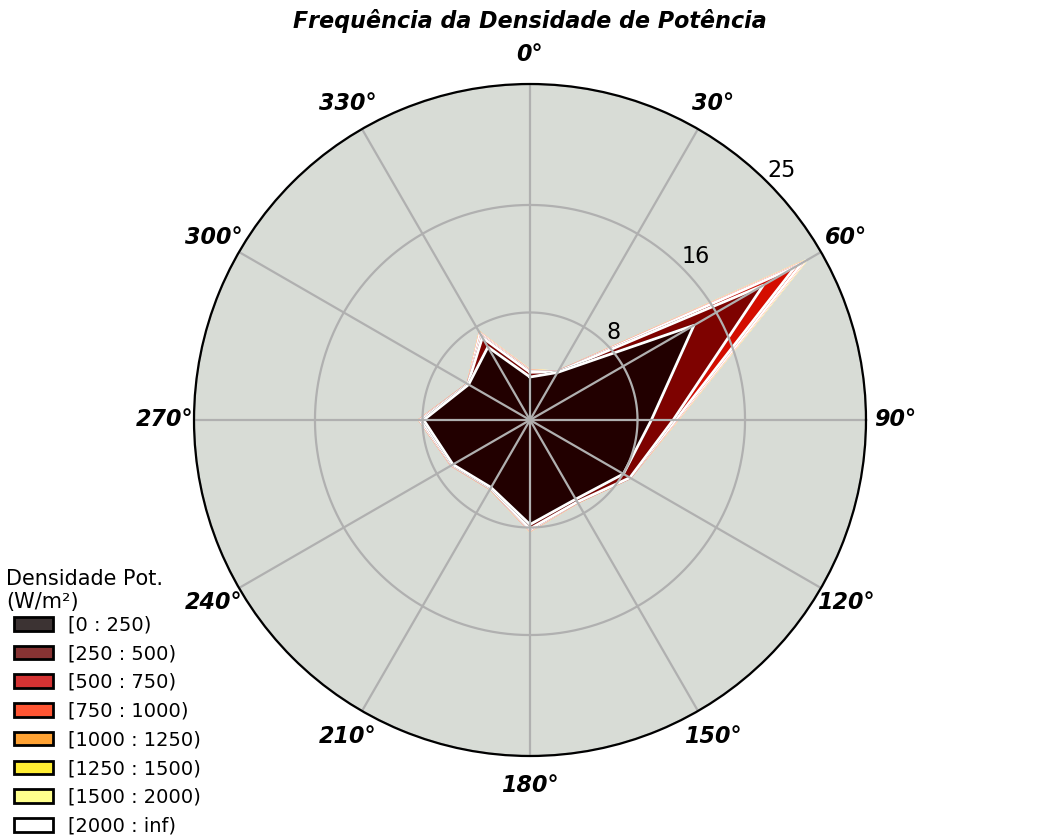 Frequência da Densidade de Potência
0°
330°
30°
25
300°
60°
16
8
270°
90°
240°
120°
210°
150°
180°
Densidade Pot.
(W/m²)
[0 : 250)
[250 : 500)
[500 : 750)
[750 : 1000)
[1000 : 1250)
[1250 : 1500)
[1500 : 2000)
[2000 : inf)